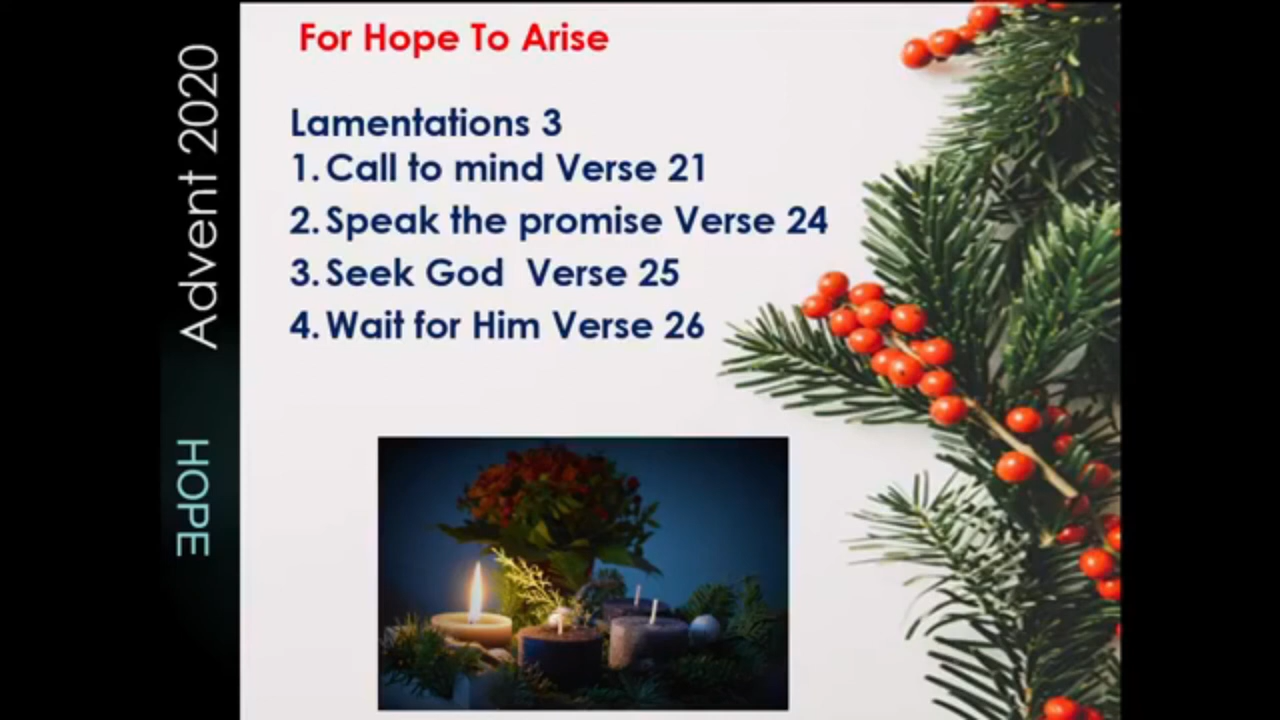 For Hope To Arise
Lamentations 3
1. Call to mind Verse 21
2. Speak the promise Verse 24
3. Seek God Verse 25
4. Wait for Him Verse 26
Advent 2020
HOPE